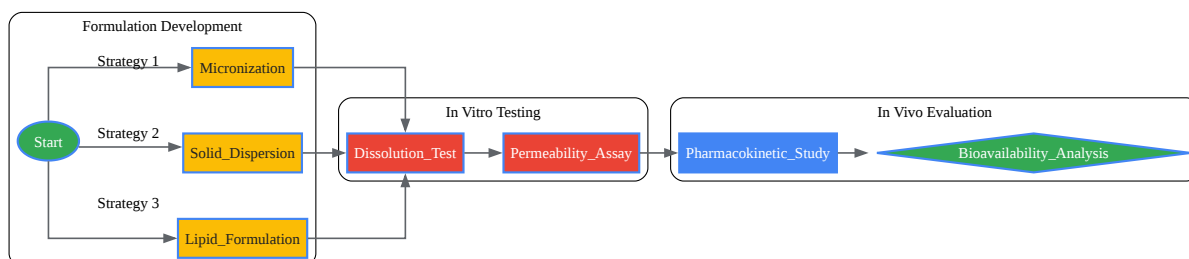 Formulation Development
Strategy 1
Micronization
Start
Strategy 2
Solid_Dispersion
Strategy 3
Lipid_Formulation
In Vitro Testing
Dissolution_Test
Permeability_Assay
In Vivo Evaluation
Pharmacokinetic_Study
Bioavailability_Analysis